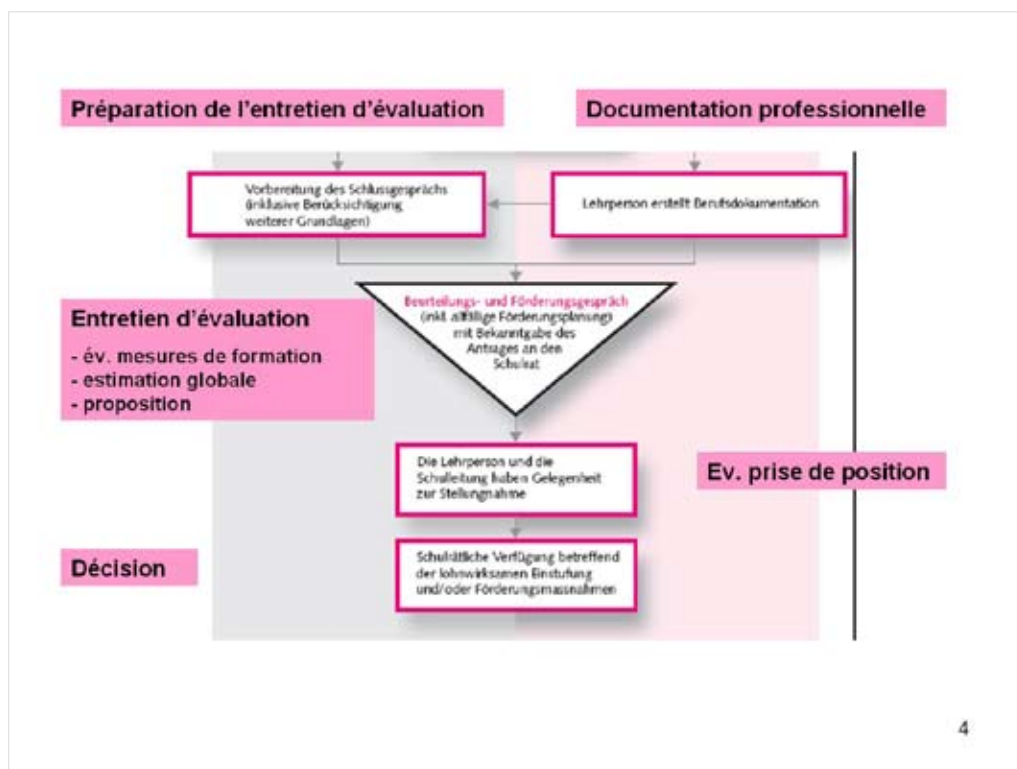 Préparation de l'entretien d'évaluation
Documentation professionnelle
Vorbereitung des Schlussgesprächs
(inklusive Berücksichtigung
weiterer Grundlagen)
Lehrperson erstellt Berufsdokumentation
Entretien d'évaluation
- év. mesures de formation
- estimation globale
- proposition
Beurteilungs- und Förderungsgespräch
(inkl. allfällige Förderungsplanung)
mit Bekanntgabe des
Antrages an den
Schulrat
Die Lehrperson und die
Schulleitung haben Gelegenheit
zur Stellungnahme
Ev. prise de position
Décision
Schulrätliche Verfügung betreffend
der lohnwirksamen Einstufung
und/oder Förderungsmassnahmen
4